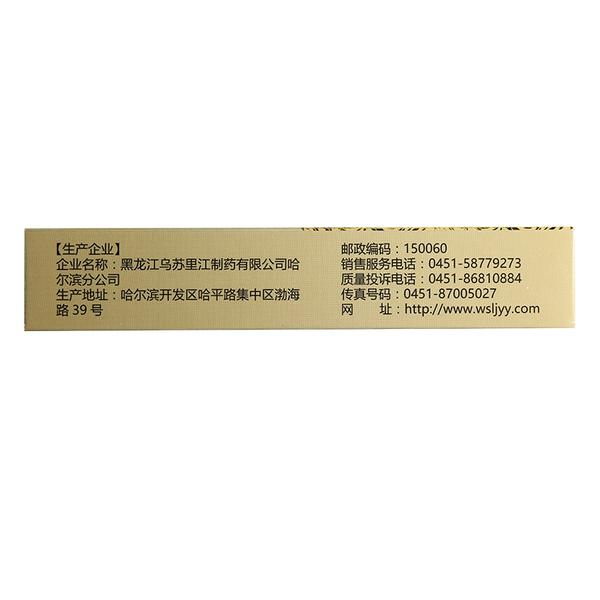 【生产企业】
企业名称：黑龙江乌苏里江制药有限公司哈
尔滨分公司
生产地址：哈尔滨开发区哈平路集中区渤海
路 39 号
邮政编码：150060
销售服务电话：0451-58779273
质量投诉电话：0451-86810884
传真号码：0451-87005027
网　　址：http://www.wsljyy.com